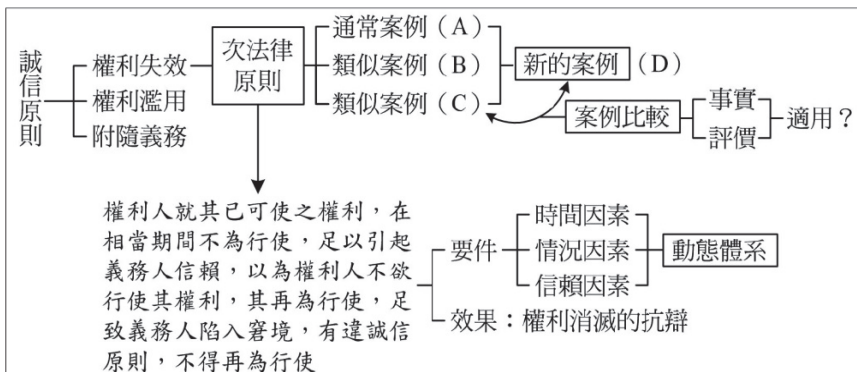 誠信原則
權利失效
權利濫用
附隨義務
次法律
原則
通常案例（A）
類似案例（B）
類似案例（C）
新的案例（D）
案例比較
事實
評價
適用？
權利人就其已可使之權利，在
相當期間不為行使，足以引起
義務人信賴，以為權利人不欲
行使其權利，其再為行使，足
致義務人陷入窘境，有違誠信
原則，不得再為行使
要件
時間因素
情況因素
信賴因素
動態體系
效果：權利消滅的抗辯